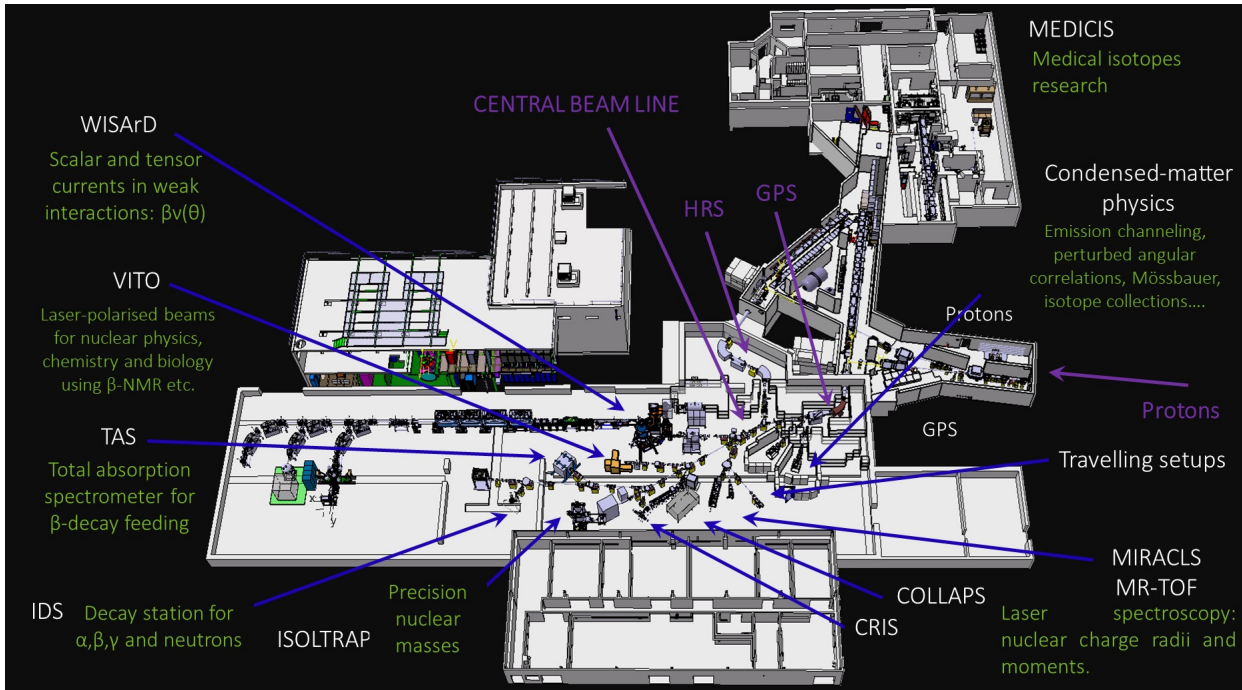 MEDICIS
Medical isotopes
research
CENTRAL BEAM LINE
WISArD
Scalar and tensor
currents in weak
interactions: βν(θ)
HRS
GPS
Condensed-matter
physics
Emission channeling,
perturbed angular
correlations, Mössbauer,
isotope collections....
VITO
Laser-polarised beams
for nuclear physics,
chemistry and biology
using β-NMR etc.
Protons
Protons
GPS
TAS
Total absorption
spectrometer for
β-decay feeding
Travelling setups
IDS
Decay station for
α,β,γ and neutrons
ISOLTRAP
Precision
nuclear
masses
CRIS
COLLAPS
MIRACLS
MR-TOF
Laser spectroscopy:
nuclear charge radii and
moments.
y
x
y